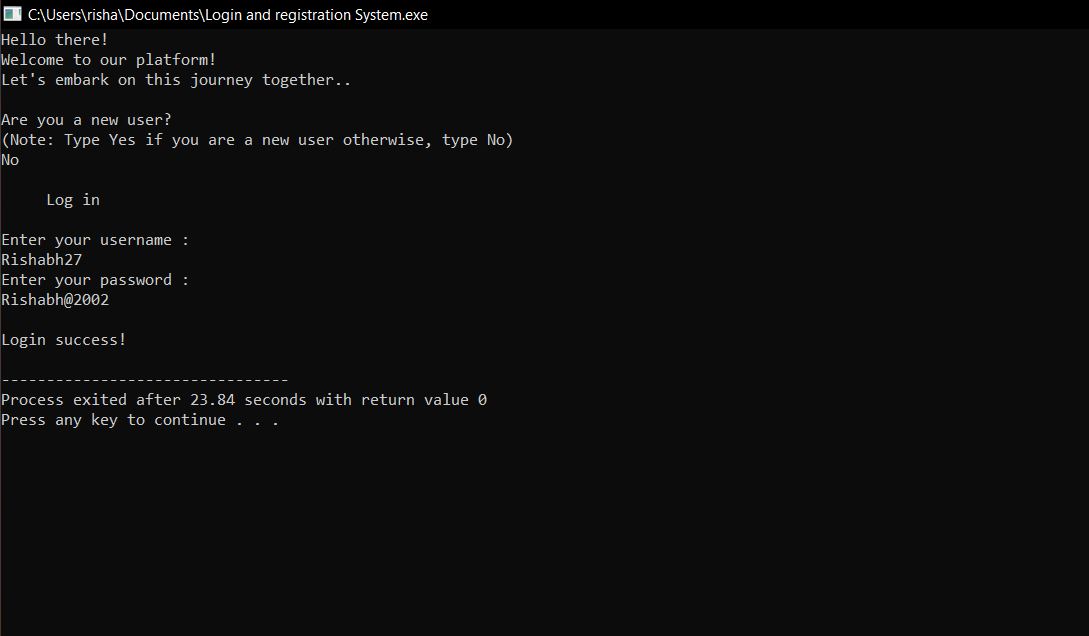 C:\Users\risha\Documents\Login and registration System.exe
Hello there!
Welcome to our platform!
Let's embark on this journey together..
Are you a new user?
(Note: Type Yes if you are a new user otherwise, type No)
No
Log in
Enter your username :
Rishabh27
Enter your password :
Rishabh@2002
Login success!
--------------------------------
Process exited after 23.84 seconds with return value 0
Press any key to continue . . .